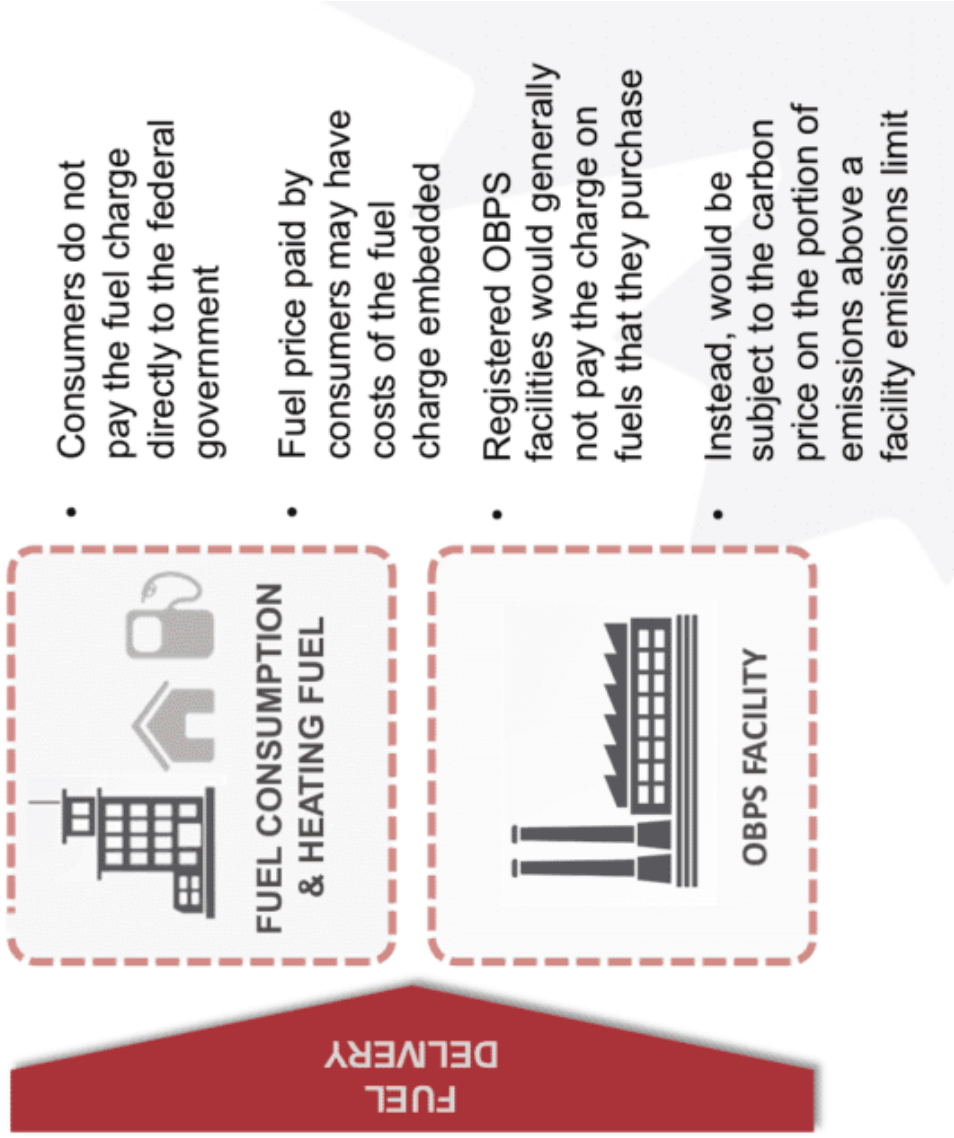 FUEL
DELIVERY
FUEL CONSUMPTION
& HEATING FUEL
• Consumers do not
pay the fuel charge
directly to the federal
government
• Fuel price paid by
consumers may have
costs of the fuel
charge embedded
OBPS FACILITY
• Registered OBPS
facilities would generally
not pay the charge on
fuels that they purchase
• Instead, would be
subject to the carbon
price on the portion of
emissions above a
facility emissions limit